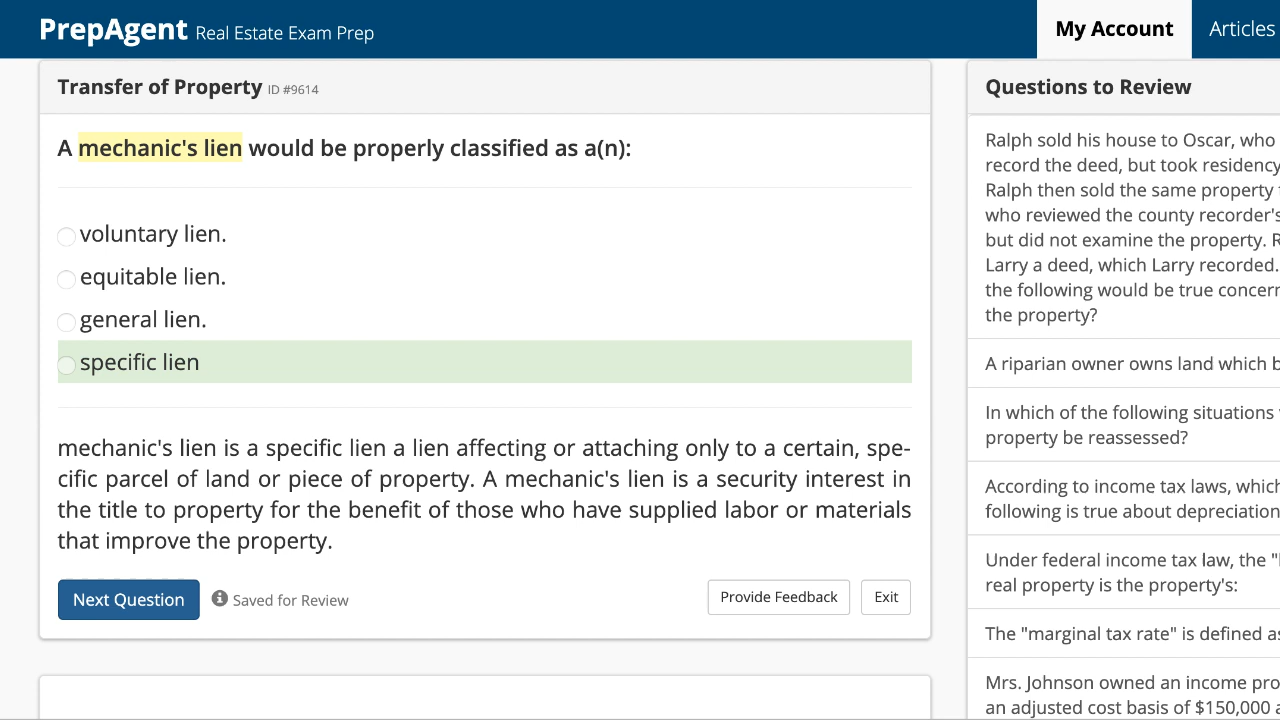 PrepAgent Real Estate Exam Prep
My Account
Articles
Transfer of Property ID #9614
A mechanic's lien would be properly classified as a(n):
voluntary lien.
equitable lien.
general lien.
specific lien
mechanic's lien is a specific lien a lien affecting or attaching only to a certain, spe-
cific parcel of land or piece of property. A mechanic's lien is a security interest in
the title to property for the benefit of those who have supplied labor or materials
that improve the property.
Next Question
Saved for Review
Provide Feedback
Exit
Questions to Review
Ralph sold his house to Oscar, who
record the deed, but took residency
Ralph then sold the same property
who reviewed the county recorder's
but did not examine the property.
Larry a deed, which Larry recorded.
the following would be true concern
the property?
A riparian owner owns land which
In which of the following situations
property be reassessed?
According to income tax laws, which
following is true about depreciation
Under federal income tax law, the
real property is the property's:
The "marginal tax rate" is defined as
Mrs. Johnson owned an income pro
an adjusted cost basis of $150,000